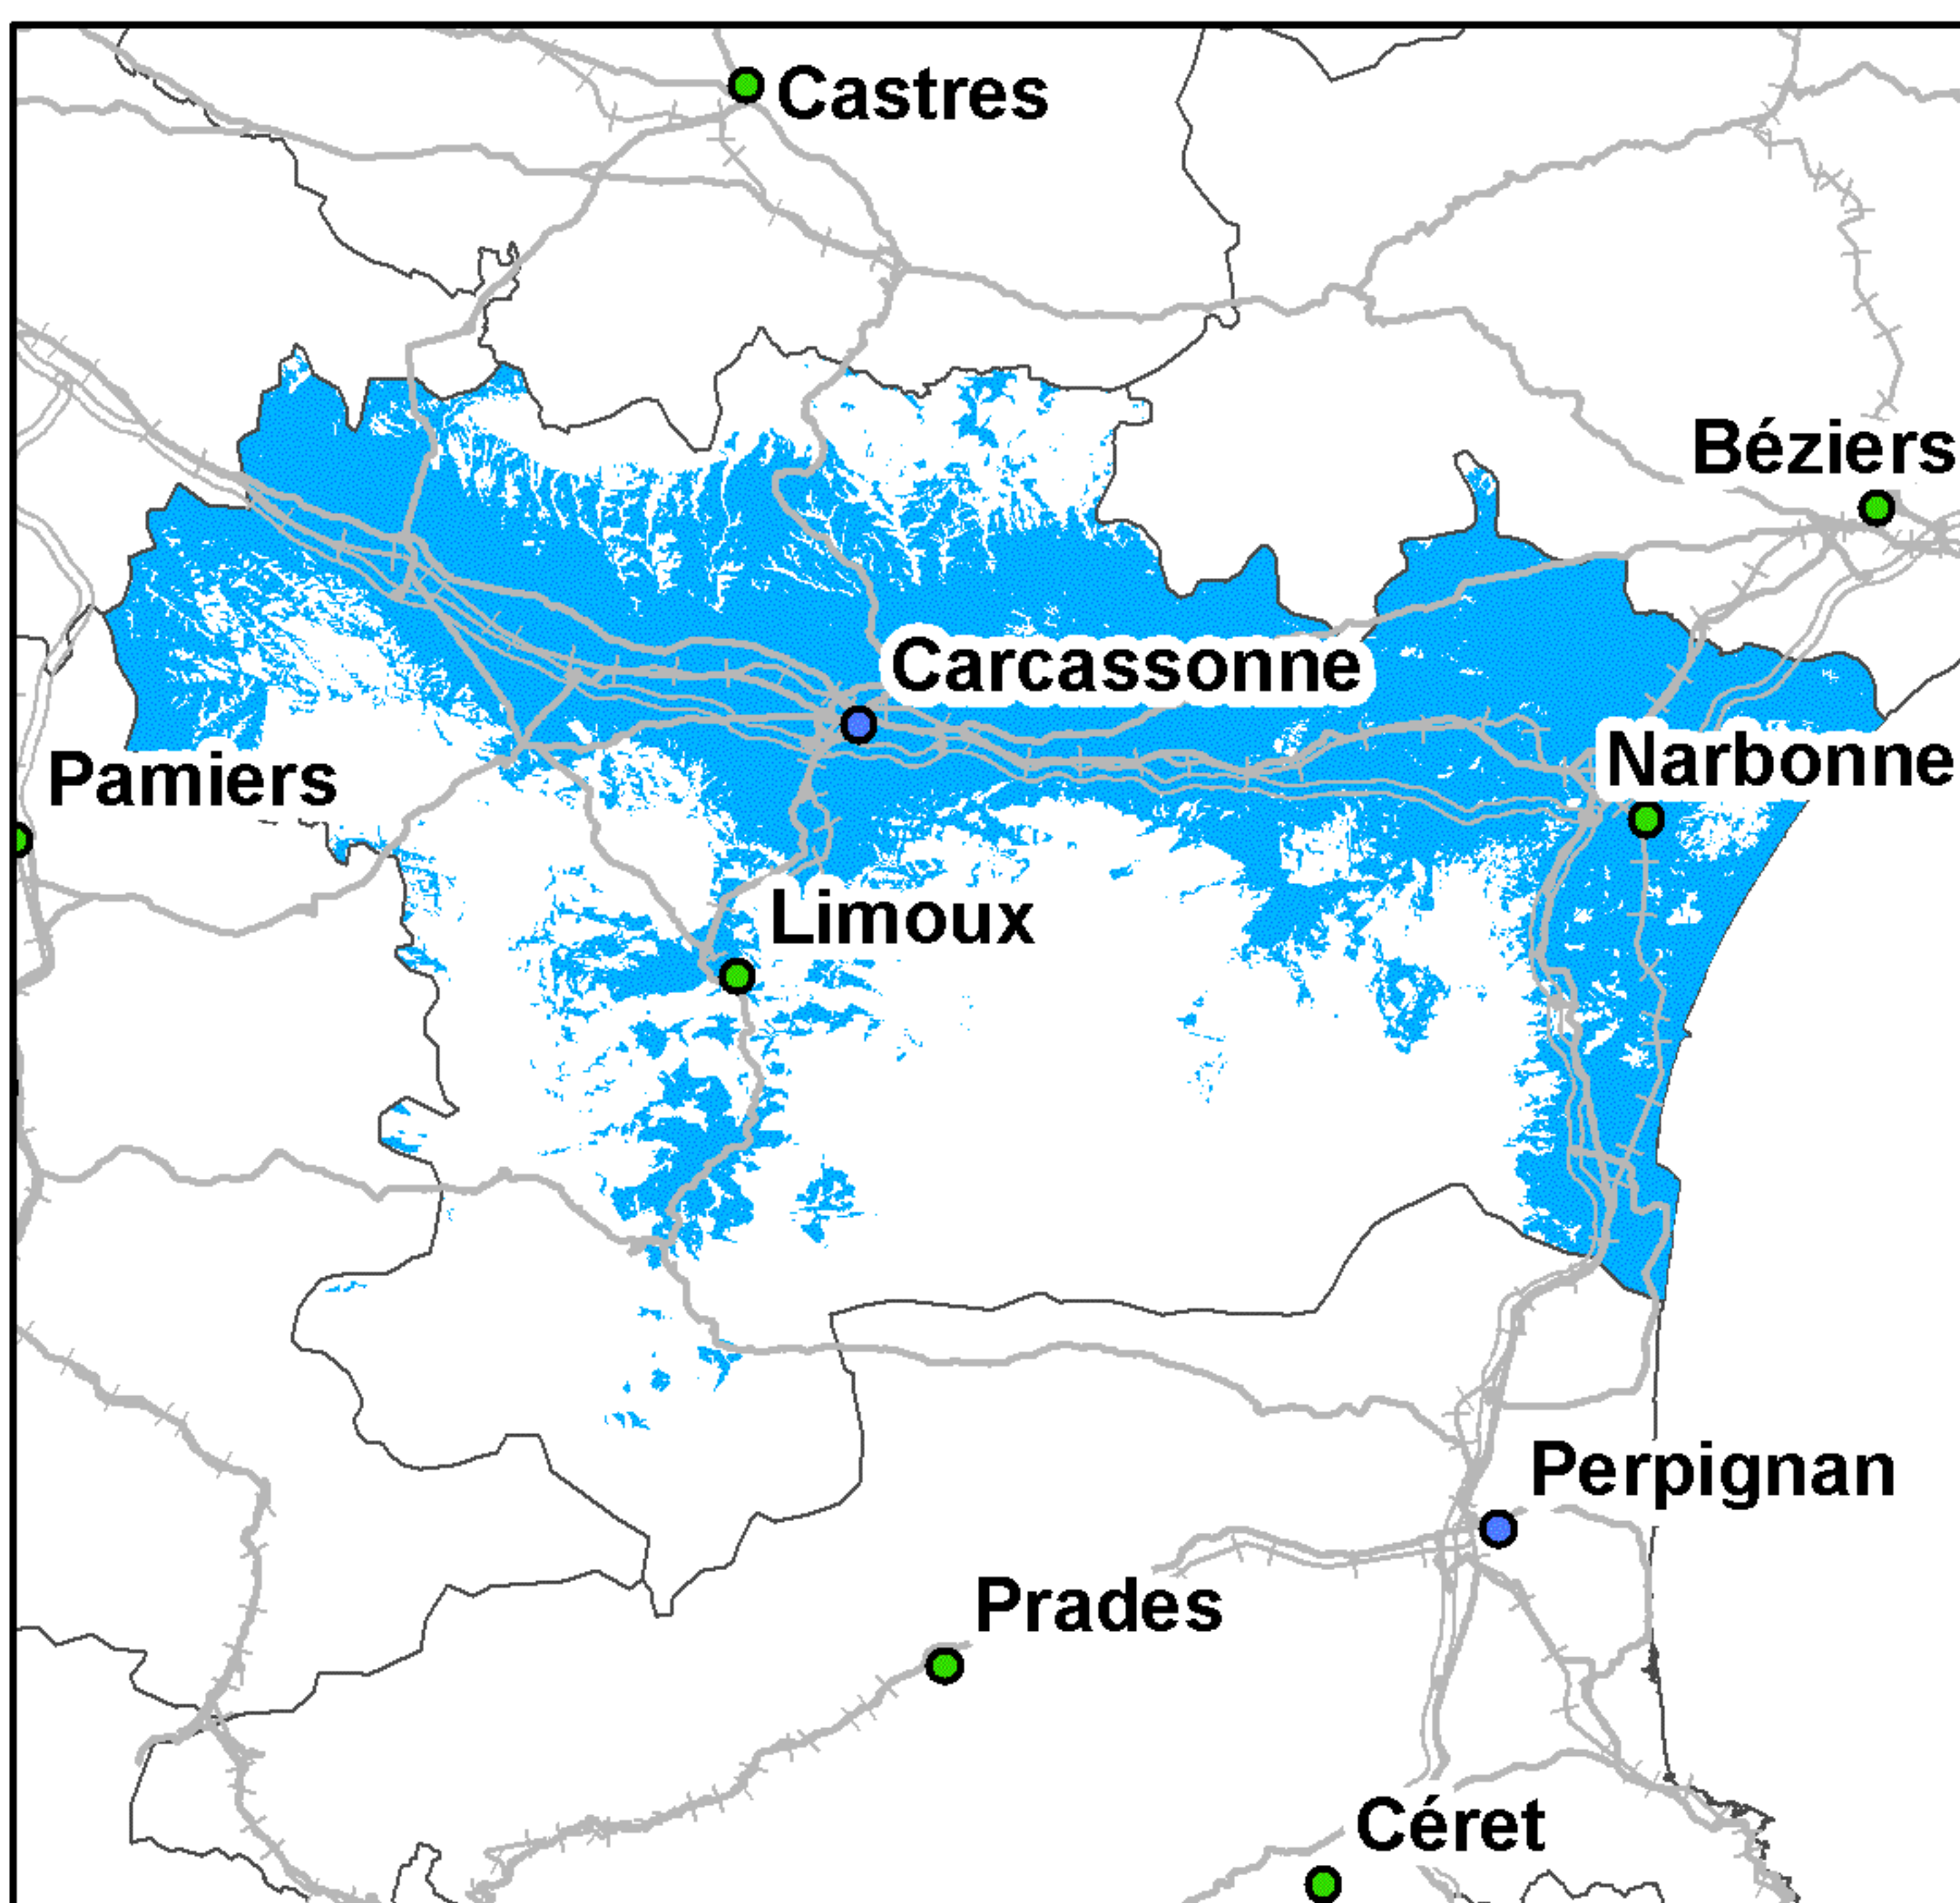 Castres
Béziers
Carcassonne
Narbonne
Pamiers
Limoux
Perpignan
Prades
Céret